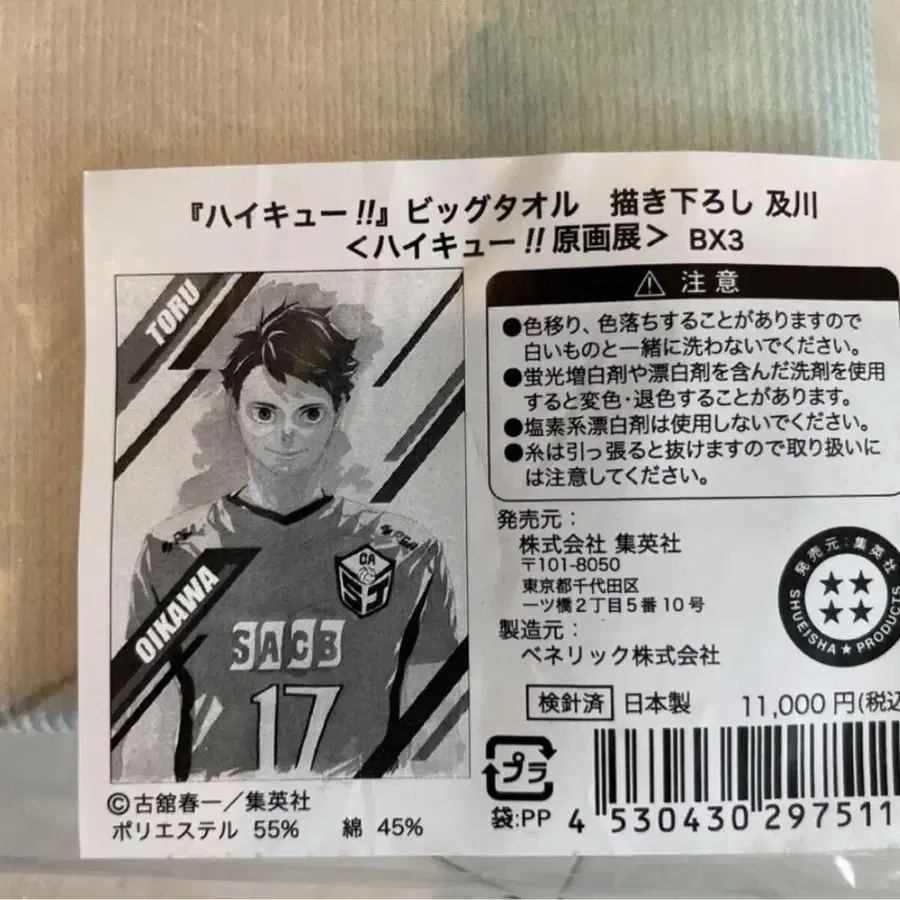 『ハイキュー!!』ビッグタオル 描き下ろし 及川
＜ハイキュー!!原画展＞ BX3
TORU
OIKAWA
CA
SJ
SACB
17
⚠ 注意
●色移り、色落ちすることがありますので
白いものと一緒に洗わないでください。
●蛍光増白剤や漂白剤を含んだ洗剤を使用
すると変色・退色することがあります。
●塩素系漂白剤は使用しないでください。
●糸は引っ張ると抜けますので取り扱いに
は注意してください。
発売元：
株式会社 集英社
〒101-8050
東京都千代田区
一ツ橋2丁目5番10号
製造元：
ベネリック株式会社
発売元：集英社
SHUEISHA★PRODUCTS
検針済 日本製 11,000円(税込
プラ
袋:PP
4 530430 297511
©古舘春一／集英社
ポリエステル 55% 綿 45%